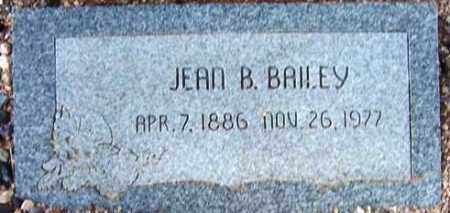 JEAN B. BAILEY
APR. 7, 1886 NOV. 26, 1977